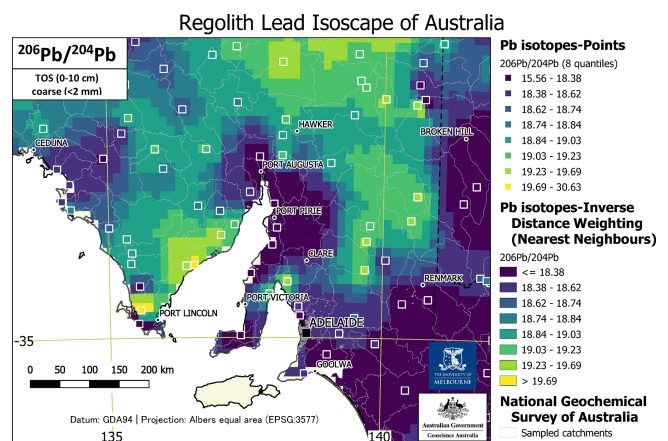 Regolith Lead Isoscape of Australia
²⁰⁶Pb/²⁰⁴Pb
TOS (0-10 cm)
coarse (<2 mm)
CEDUNA
HAWKER
BROKEN HILL
PORT AUGUSTA
PORT PIRIE
CLARE
RENMARK
PORT VICTORIA
PORT LINCOLN
ADELAIDE
GOOLWA
-35
-35
0 50 100 150 200 km
Datum: GDA94 | Projection: Albers equal area (EPSG:3577)
135
140
THE UNIVERSITY OF
MELBOURNE
Australian Government
Geoscience Australia
Pb isotopes-Points
206Pb/204Pb (8 quantiles)
15.56 - 18.38
18.38 - 18.62
18.62 - 18.74
18.74 - 18.84
18.84 - 19.03
19.03 - 19.23
19.23 - 19.69
19.69 - 30.63
Pb isotopes-Inverse
Distance Weighting
(Nearest Neighbours)
206Pb/204Pb
<= 18.38
18.38 - 18.62
18.62 - 18.74
18.74 - 18.84
18.84 - 19.03
19.03 - 19.23
19.23 - 19.69
> 19.69
National Geochemical
Survey of Australia
Sampled catchments